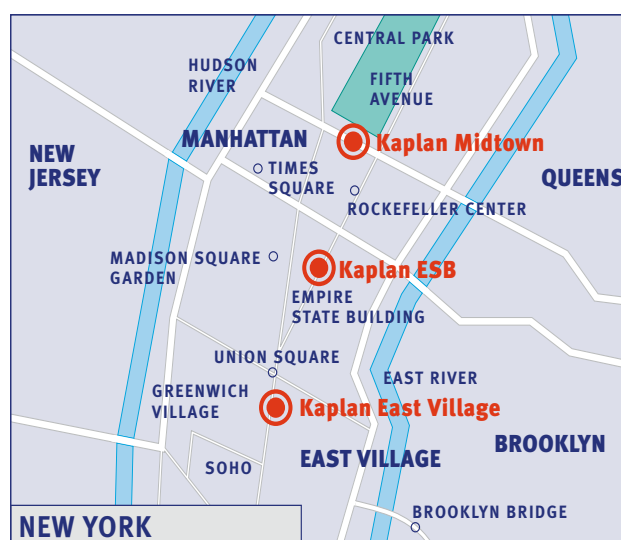 CENTRAL PARK
HUDSON
RIVER
FIFTH
AVENUE
MANHATTAN
Kaplan Midtown
NEW
JERSEY
TIMES
SQUARE
QUEENS
ROCKEFELLER CENTER
MADISON SQUARE
GARDEN
Kaplan ESB
EMPIRE
STATE BUILDING
UNION SQUARE
EAST RIVER
GREENWICH
VILLAGE
Kaplan East Village
BROOKLYN
EAST VILLAGE
SOHO
BROOKLYN BRIDGE
NEW YORK